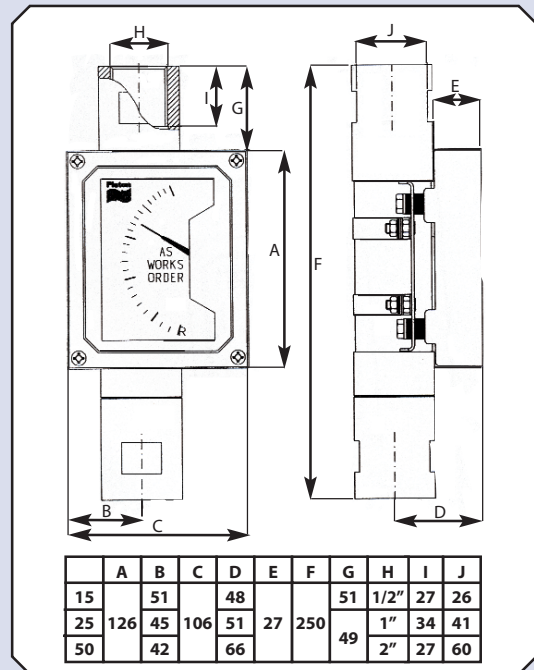 H
J
I
G
E
Platon
AS
WORKS
ORDER
R
A
F
B
C
D
A B C D E F G H I J
15 126 51 106 48 27 250 51 1/2” 27 26
25 45 51 49 1” 34 41
50 42 66 2” 27 60